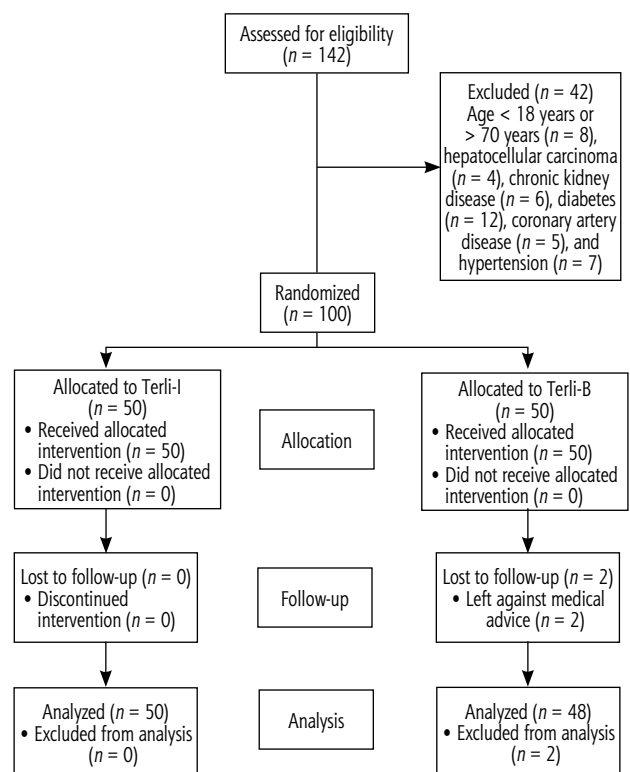 Assessed for eligibility
(n = 142)
Excluded (n = 42)
Age < 18 years or
> 70 years (n = 8),
hepatocellular carcinoma
(n = 4), chronic kidney
disease (n = 6), diabetes
(n = 12), coronary artery
disease (n = 5), and
hypertension (n = 7)
Randomized
(n = 100)
Allocated to Terli-I
(n = 50)
• Received allocated
intervention (n = 50)
• Did not receive allocated
intervention (n = 0)
Allocation
Allocated to Terli-B
(n = 50)
• Received allocated
intervention (n = 50)
• Did not receive allocated
intervention (n = 0)
Lost to follow-up (n = 0)
• Discontinued
intervention (n = 0)
Follow-up
Lost to follow-up (n = 2)
• Left against medical
advice (n = 2)
Analyzed (n = 50)
• Excluded from analysis
(n = 0)
Analysis
Analyzed (n = 48)
• Excluded from analysis
(n = 2)